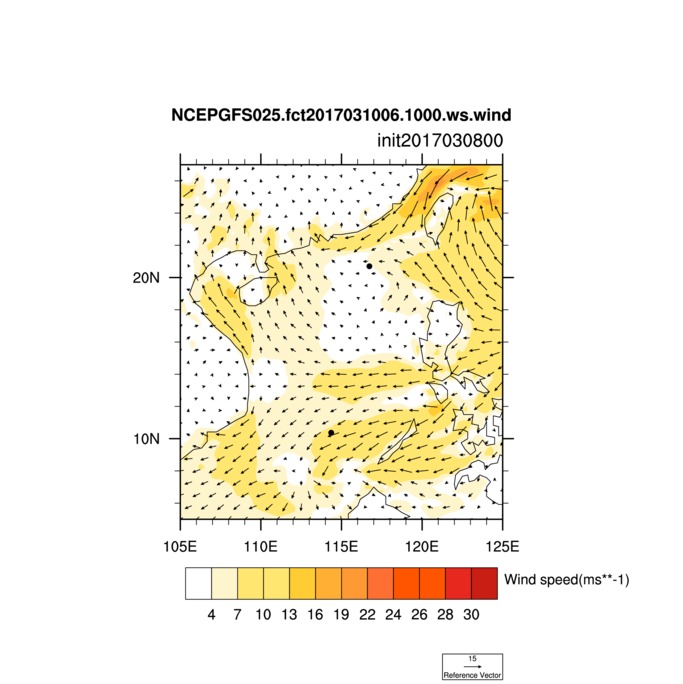 NCEPGFS025.fct2017031006.1000.ws.wind
init2017030800
20N
10N
105E 110E 115E 120E 125E
Wind speed(ms**-1)
4 7 10 13 16 19 22 24 26 28 30
15
Reference Vector